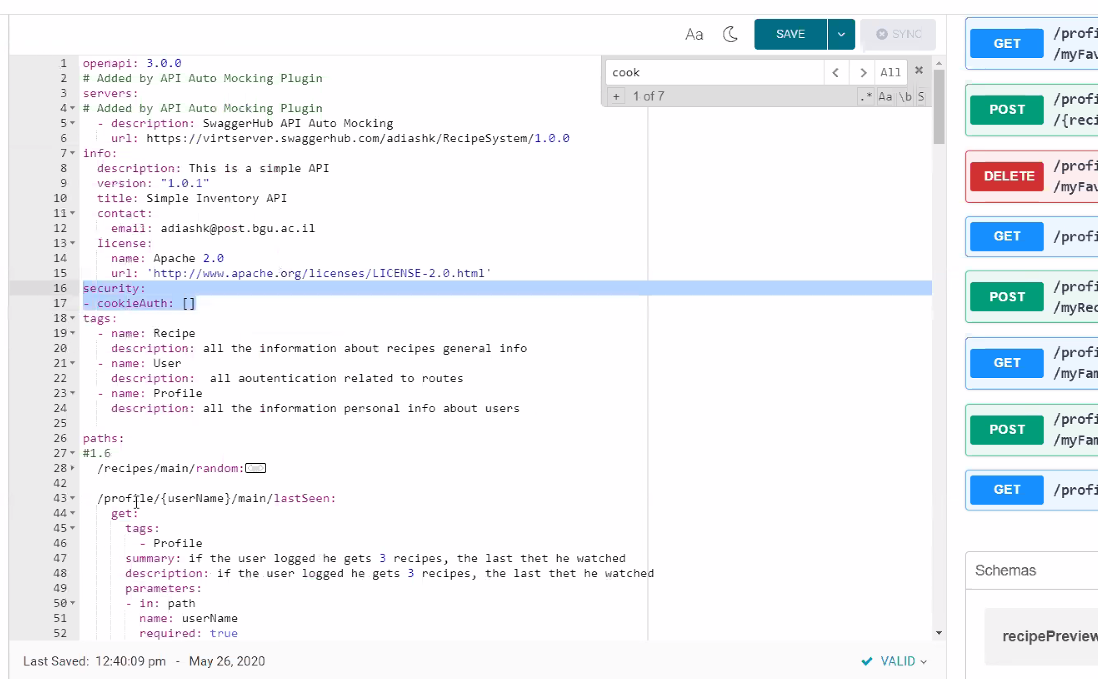 Aa SAVE SYNC
cook All
+ 1 of 7 .* Aa \b S
1 openapi: 3.0.0
2 # Added by API Auto Mocking Plugin
3 servers:
4 # Added by API Auto Mocking Plugin
5 - description: SwaggerHub API Auto Mocking
6 url: https://virtserver.swaggerhub.com/adiashk/RecipeSystem/1.0.0
7 info:
8 description: This is a simple API
9 version: "1.0.1"
10 title: Simple Inventory API
11 contact:
12 email: adiashk@post.bgu.ac.il
13 license:
14 name: Apache 2.0
15 url: 'http://www.apache.org/licenses/LICENSE-2.0.html'
16 security:
17 - cookieAuth: []
18 tags:
19 - name: Recipe
20 description: all the information about recipes general info
21 - name: User
22 description:  all aoutentication related to routes
23 - name: Profile
24 description: all the information personal info about users
25
26 paths:
27 #1.6
28 /recipes/main/random:
42
43 /profile/{userName}/main/lastSeen:
44 get:
45 tags:
46 - Profile
47 summary: if the user logged he gets 3 recipes, the last thet he watched
48 description: if the user logged he gets 3 recipes, the last thet he watched
49 parameters:
50 - in: path
51 name: userName
52 required: true
Last Saved: 12:40:09 pm - May 26, 2020 VALID
GET /profi
/myFav
POST /profi
/{reci
DELETE /profi
/myFav
GET /profi
POST /profi
/myRec
GET /profi
/myFam
POST /profi
/myFam
GET /profi
Schemas
recipePreview